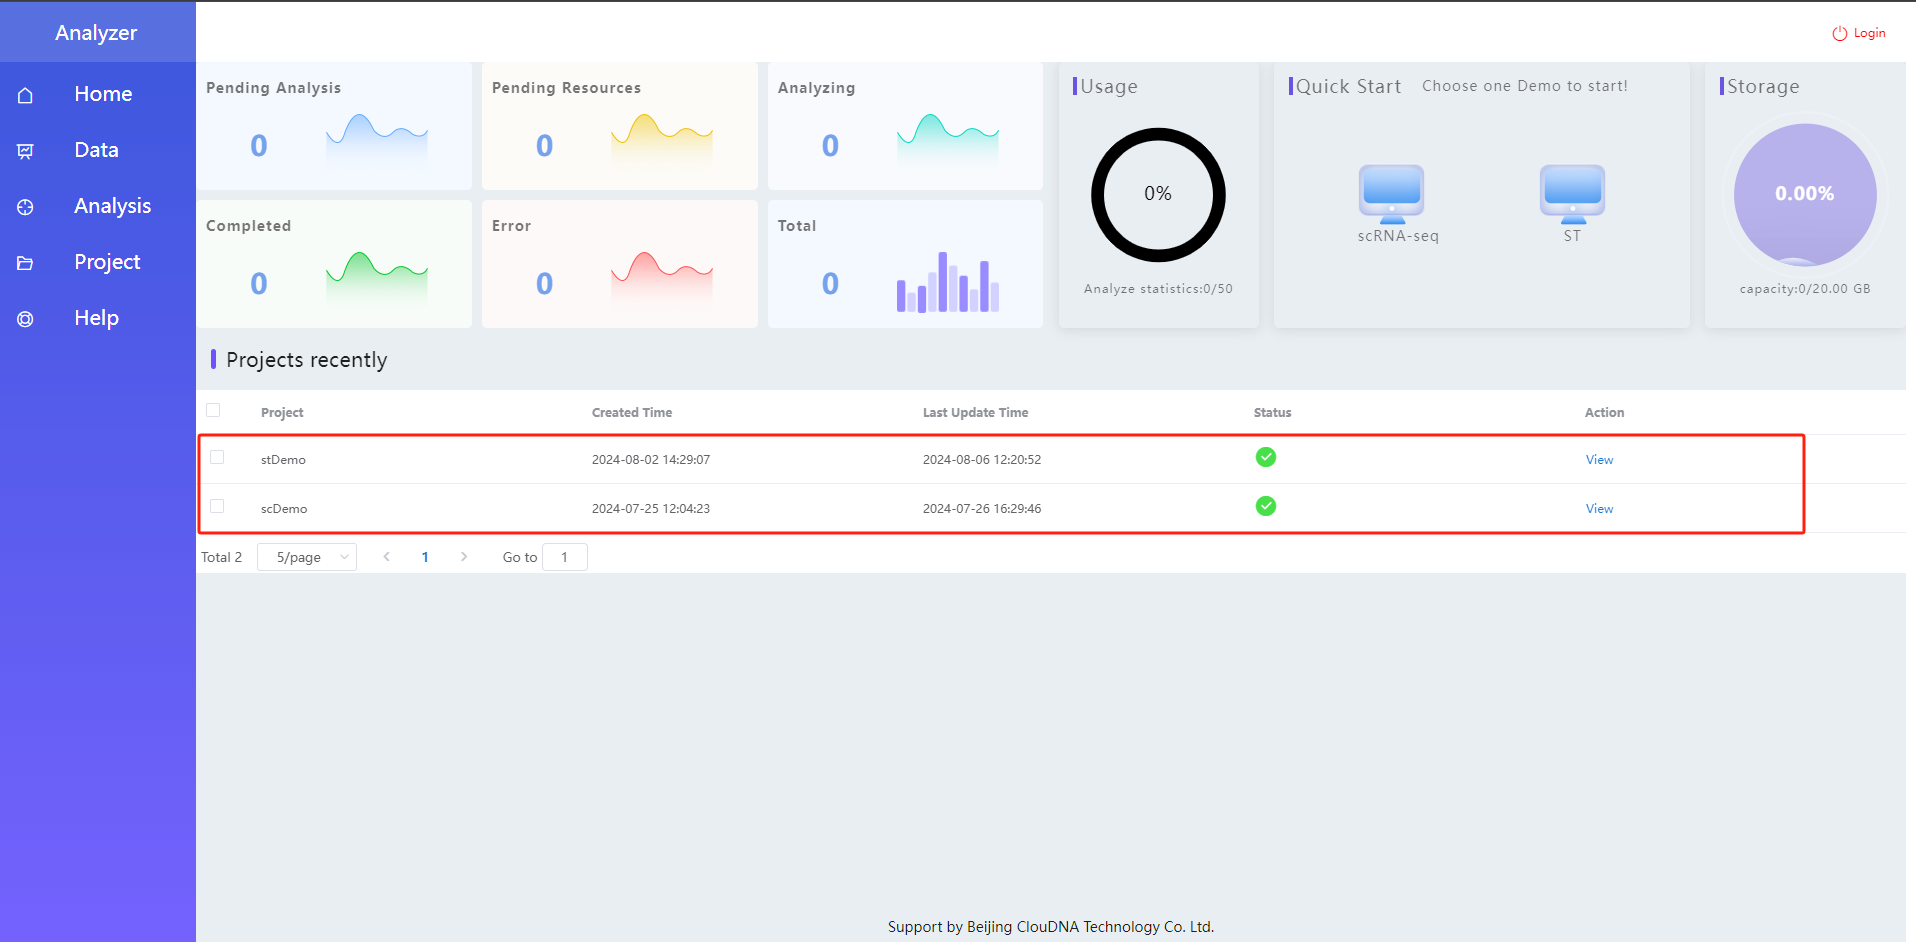 Analyzer
Login
Home
Data
Analysis
Project
Help
Pending Analysis
0
Pending Resources
0
Analyzing
0
Completed
0
Error
0
Total
0
Usage
0%
Analyze statistics:0/50
Quick Start Choose one Demo to start!
scRNA-seq
ST
Storage
0.00%
capacity:0/20.00 GB
Projects recently
Project Created Time Last Update Time Status Action
stDemo 2024-08-02 14:29:07 2024-08-06 12:20:52 View
scDemo 2024-07-25 12:04:23 2024-07-26 16:29:46 View
Total 2 5/page 1 Go to 1
Support by Beijing ClouDNA Technology Co. Ltd.